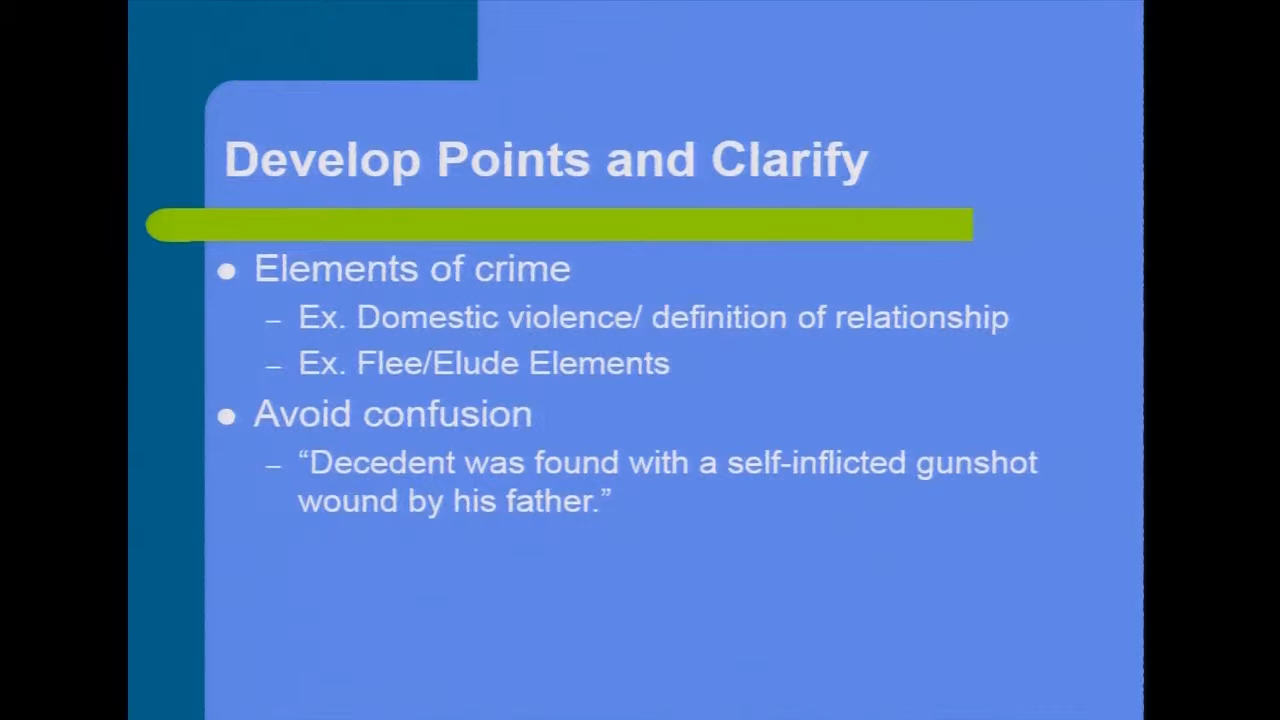 Develop Points and Clarify
● Elements of crime
– Ex. Domestic violence/ definition of relationship
– Ex. Flee/Elude Elements
● Avoid confusion
– “Decedent was found with a self-inflicted gunshot
wound by his father.”